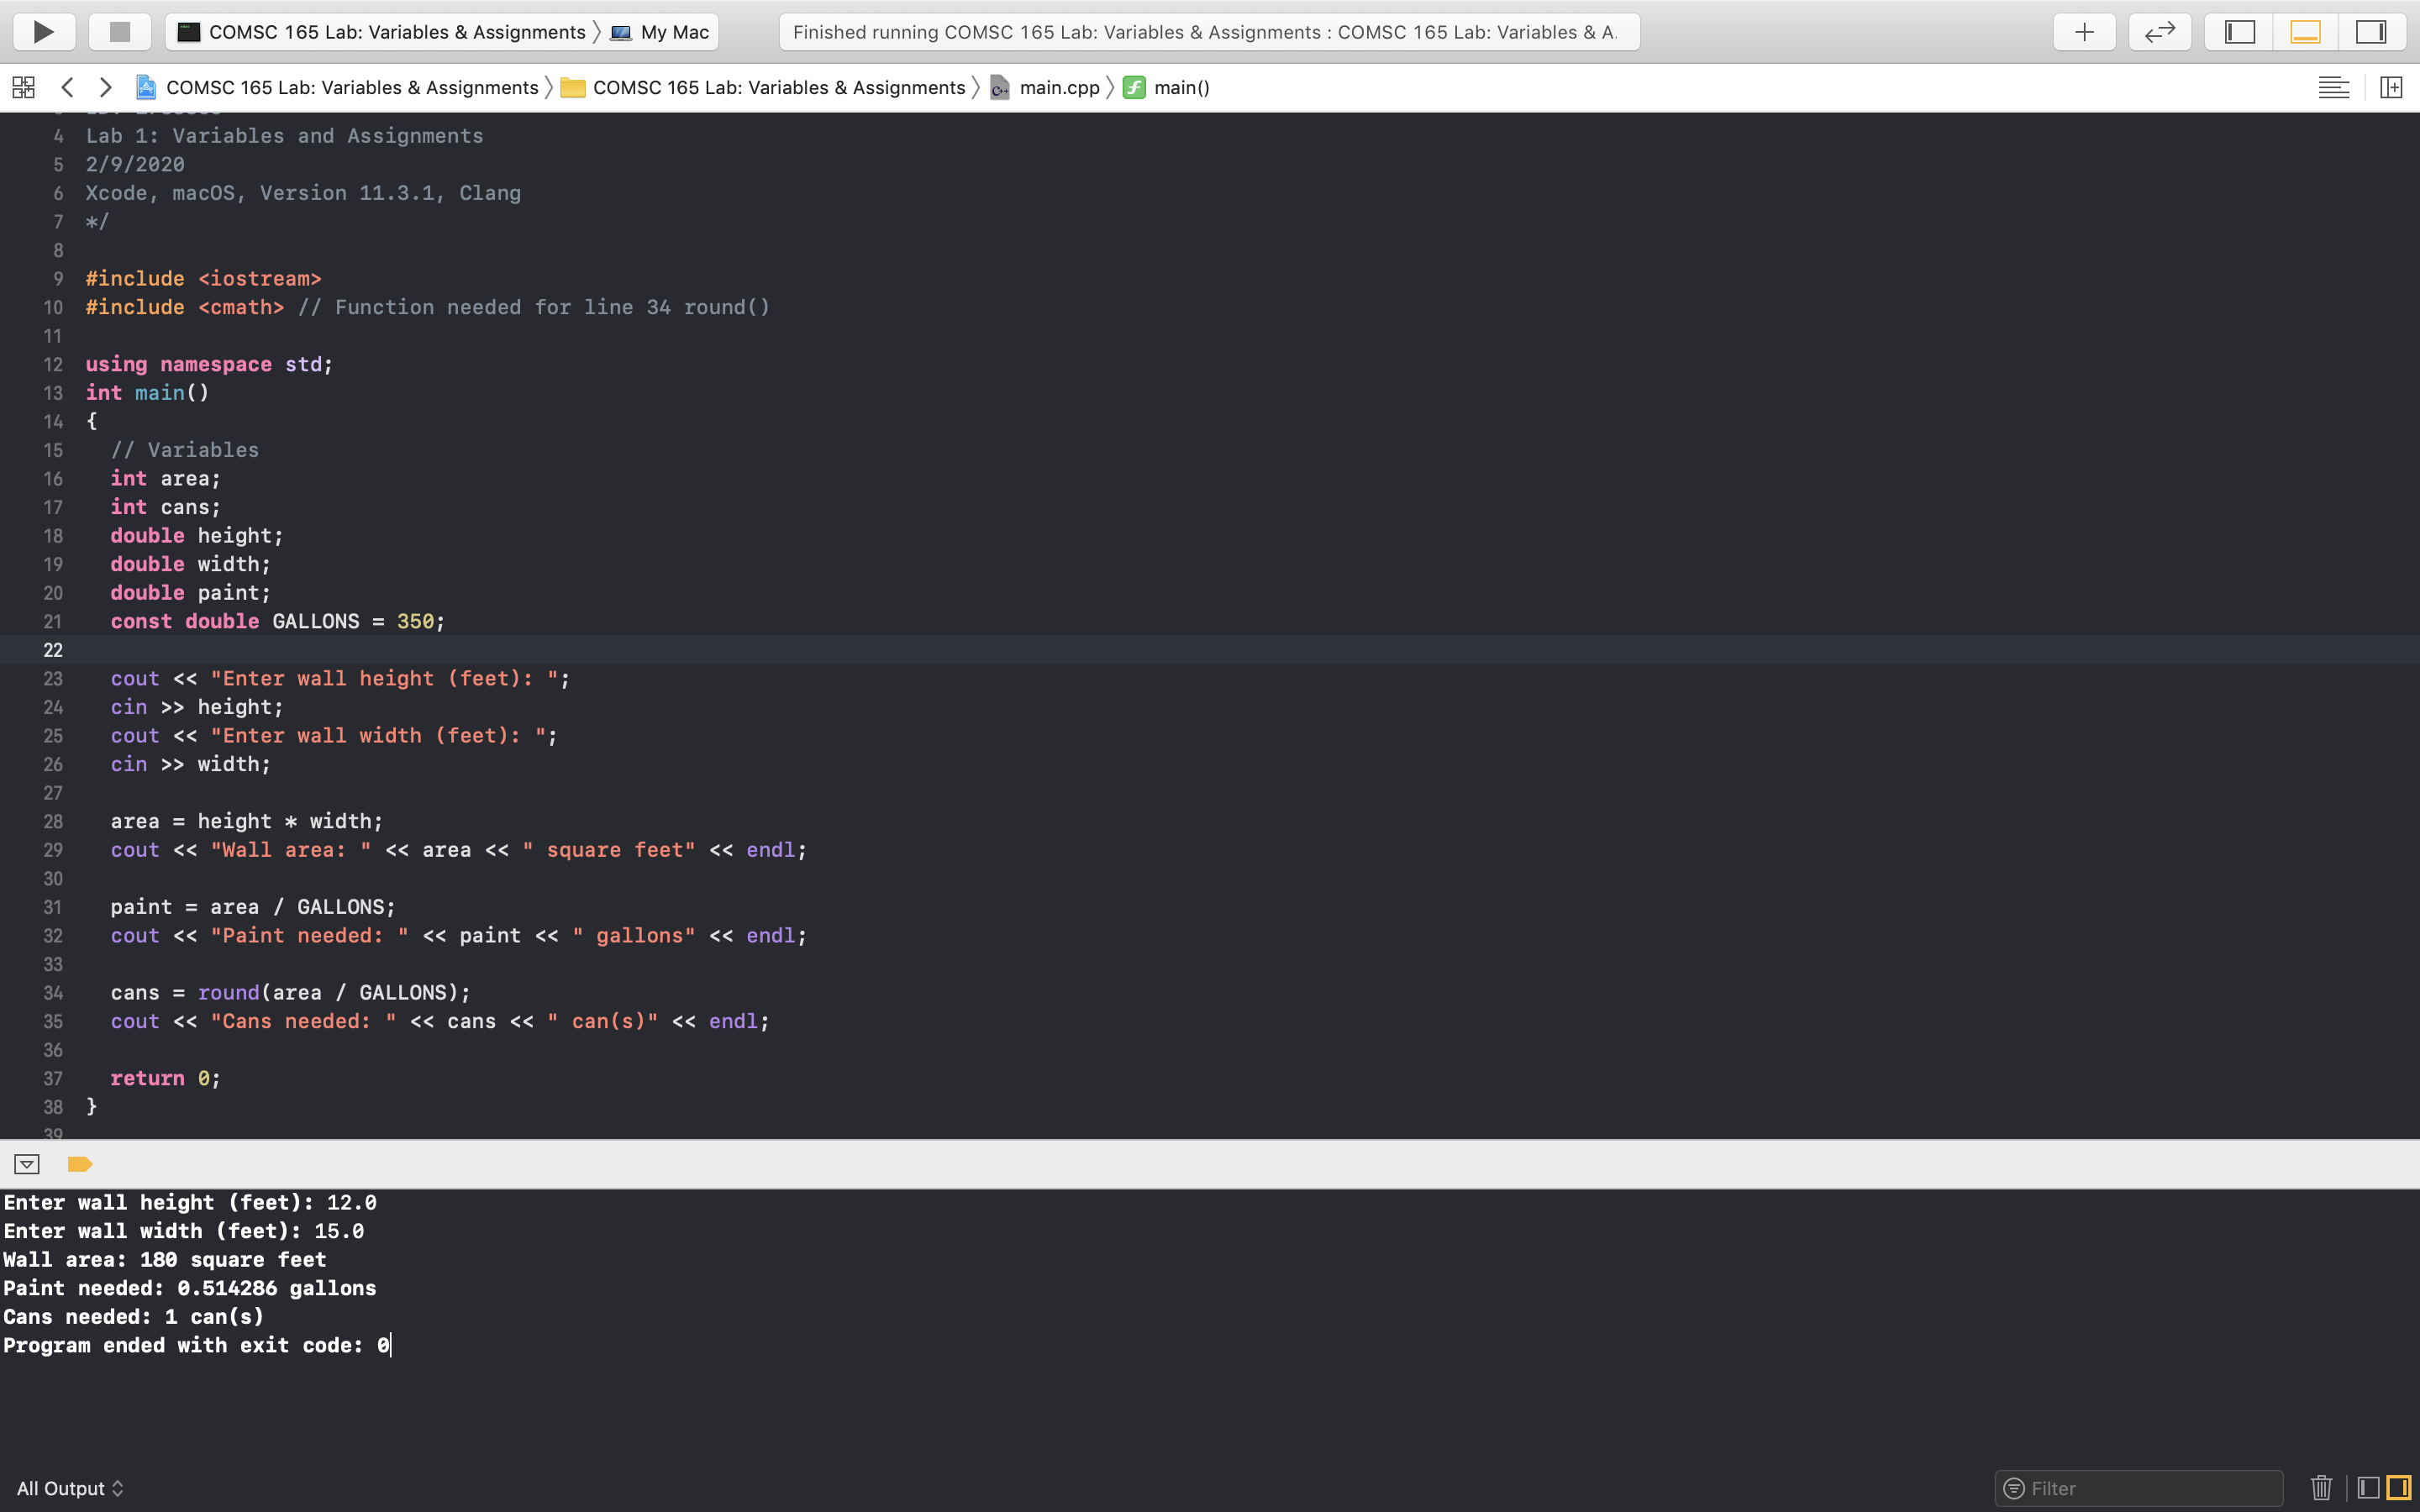 COMSC 165 Lab: Variables & Assignments 〉 My Mac
Finished running COMSC 165 Lab: Variables & Assignments : COMSC 165 Lab: Variables & A.
COMSC 165 Lab: Variables & Assignments 〉 COMSC 165 Lab: Variables & Assignments 〉 main.cpp 〉 main()
4 Lab 1: Variables and Assignments
5 2/9/2020
6 Xcode, macOS, Version 11.3.1, Clang
7 */
8
9 #include <iostream>
10 #include <cmath> // Function needed for line 34 round()
11
12 using namespace std;
13 int main()
14 {
15 // Variables
16 int area;
17 int cans;
18 double height;
19 double width;
20 double paint;
21 const double GALLONS = 350;
22
23 cout << "Enter wall height (feet): ";
24 cin >> height;
25 cout << "Enter wall width (feet): ";
26 cin >> width;
27
28 area = height * width;
29 cout << "Wall area: " << area << " square feet" << endl;
30
31 paint = area / GALLONS;
32 cout << "Paint needed: " << paint << " gallons" << endl;
33
34 cans = round(area / GALLONS);
35 cout << "Cans needed: " << cans << " can(s)" << endl;
36
37 return 0;
38 }
39
Enter wall height (feet): 12.0
Enter wall width (feet): 15.0
Wall area: 180 square feet
Paint needed: 0.514286 gallons
Cans needed: 1 can(s)
Program ended with exit code: 0
All Output
Filter